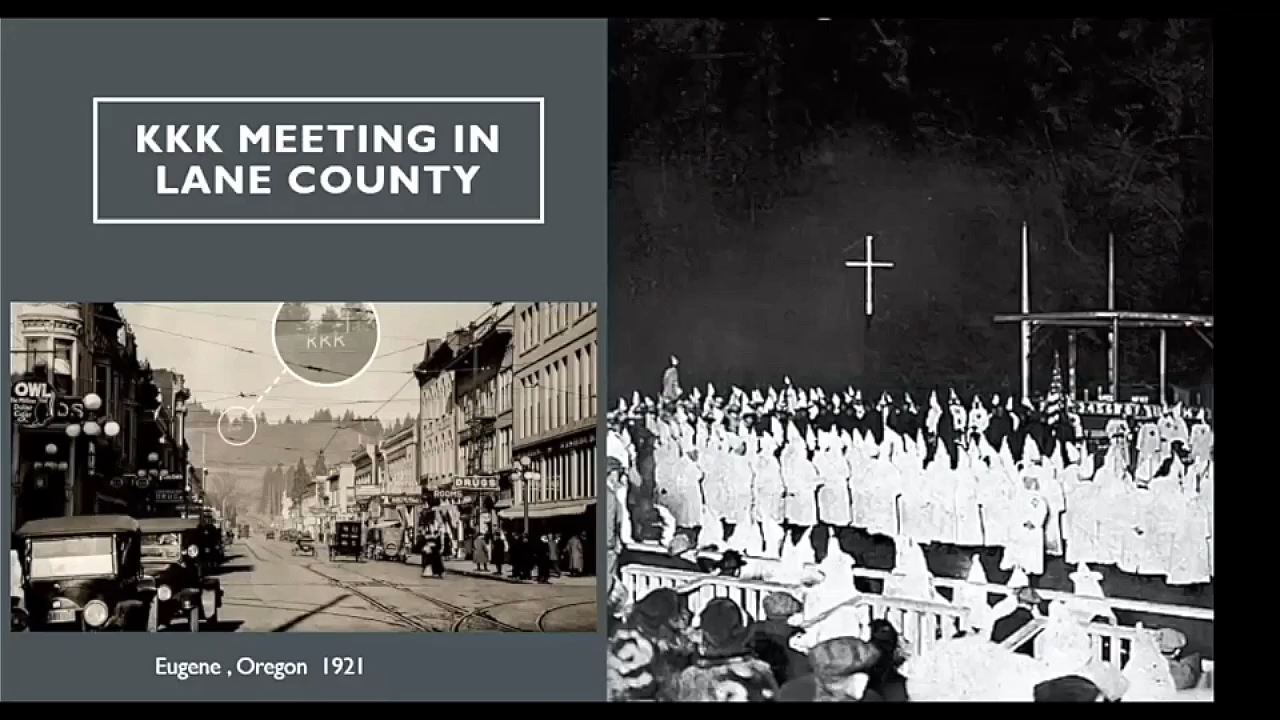 KKK MEETING IN
LANE COUNTY
KKK
OWL
DRUGS
ROOMS
Eugene , Oregon 1921